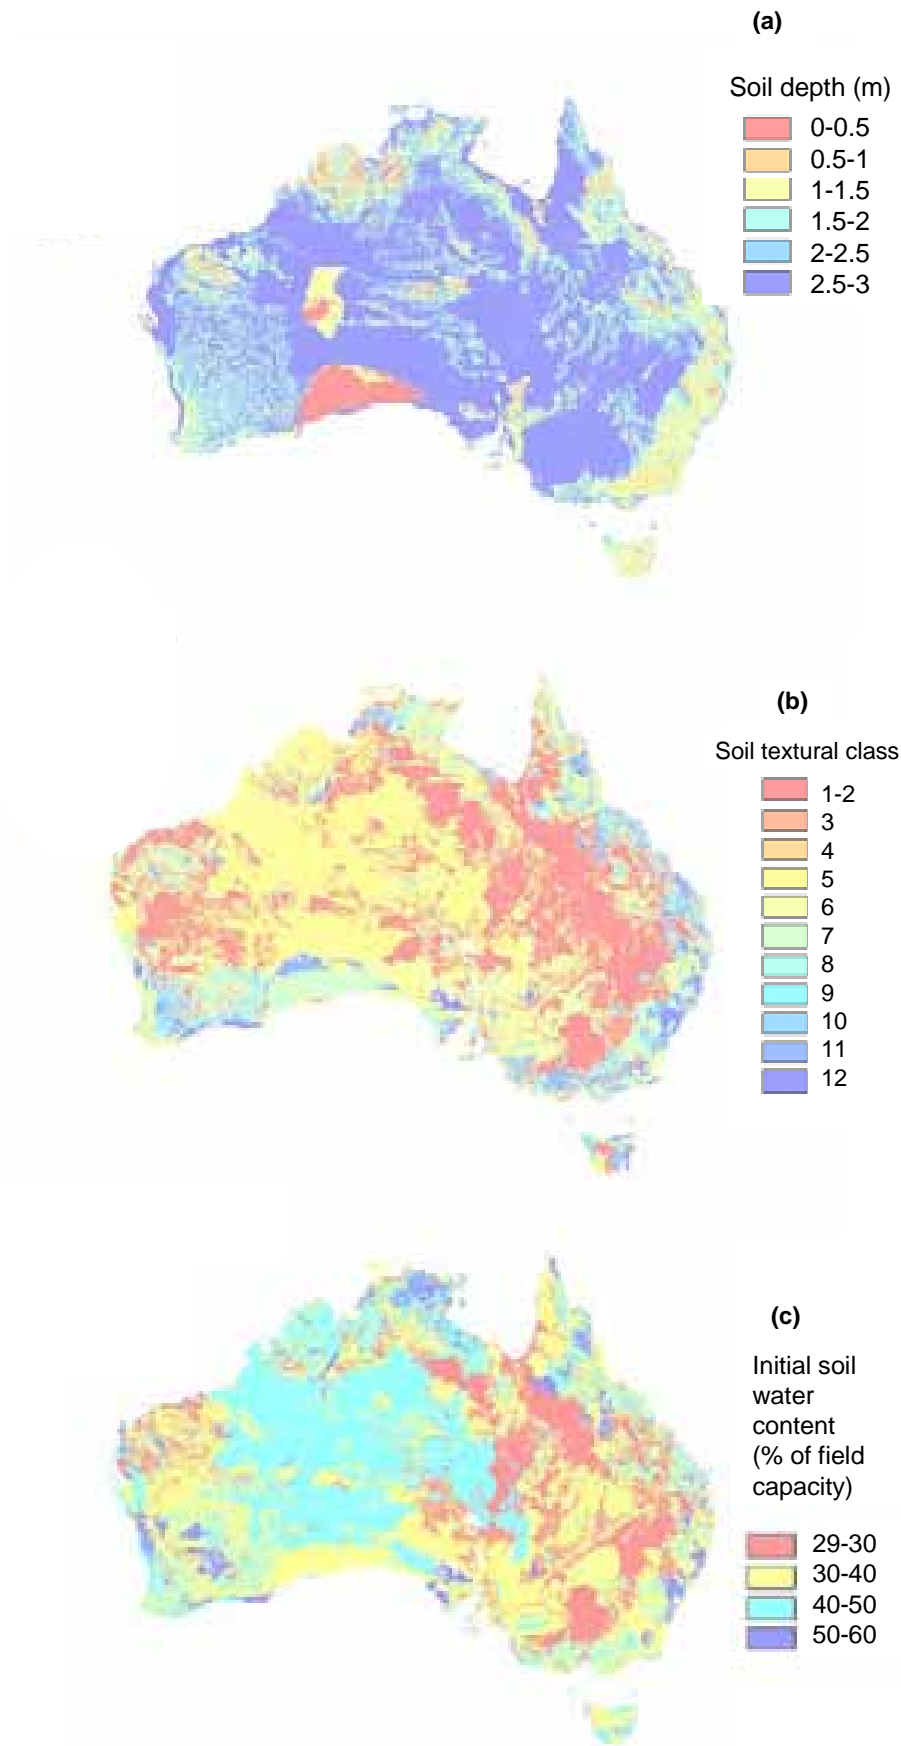 (a)
Soil depth (m)
0-0.5
0.5-1
1-1.5
1.5-2
2-2.5
2.5-3
(b)
Soil textural class
1-2
3
4
5
6
7
8
9
10
11
12
(c)
Initial soil
water
content
(% of field
capacity)
29-30
30-40
40-50
50-60